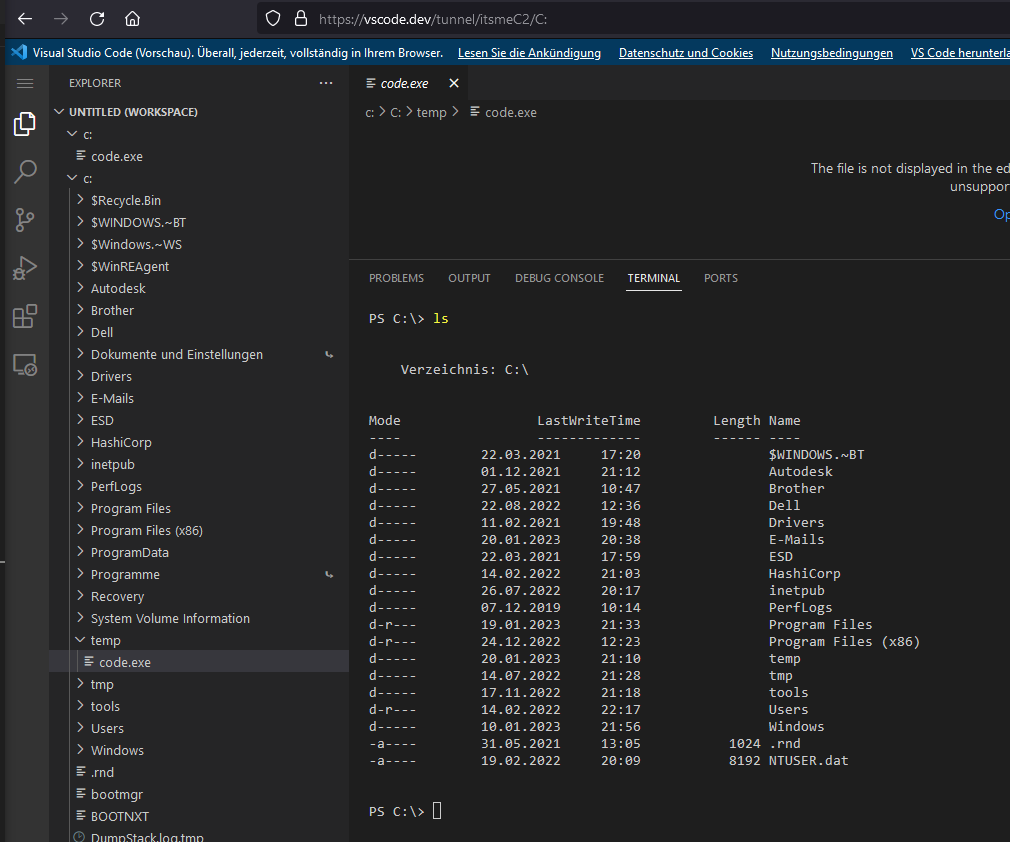 https://vscode.dev/tunnel/itsmeC2/C:
Visual Studio Code (Vorschau). Überall, jederzeit, vollständig in Ihrem Browser. Lesen Sie die Ankündigung Datenschutz und Cookies Nutzungsbedingungen VS Code herunterla
EXPLORER
UNTITLED (WORKSPACE)
c:
code.exe
c:
$Recycle.Bin
$WINDOWS.~BT
$Windows.~WS
$WinREAgent
Autodesk
Brother
Dell
Dokumente und Einstellungen
Drivers
E-Mails
ESD
HashiCorp
inetpub
PerfLogs
Program Files
Program Files (x86)
ProgramData
Programme
Recovery
System Volume Information
temp
code.exe
tmp
tools
Users
Windows
.rnd
bootmgr
BOOTNXT
DumpStack.log.tmp
code.exe
c: > C: > temp > code.exe
The file is not displayed in the ed
unsuppor
Op
PROBLEMS OUTPUT DEBUG CONSOLE TERMINAL PORTS
PS C:\> ls
Verzeichnis: C:\
Mode LastWriteTime Length Name
---- ------------- ------ ----
d----- 22.03.2021 17:20 $WINDOWS.~BT
d----- 01.12.2021 21:12 Autodesk
d----- 27.05.2021 10:47 Brother
d----- 22.08.2022 12:36 Dell
d----- 11.02.2021 19:48 Drivers
d----- 20.01.2023 20:38 E-Mails
d----- 22.03.2021 17:59 ESD
d----- 14.02.2022 21:03 HashiCorp
d----- 26.07.2022 20:17 inetpub
d----- 07.12.2019 10:14 PerfLogs
d-r--- 19.01.2023 21:33 Program Files
d-r--- 24.12.2022 12:23 Program Files (x86)
d----- 20.01.2023 21:10 temp
d----- 14.07.2022 21:28 tmp
d----- 17.11.2022 21:18 tools
d-r--- 14.02.2022 22:17 Users
d----- 10.01.2023 21:56 Windows
-a---- 31.05.2021 13:05 1024 .rnd
-a---- 19.02.2022 20:09 8192 NTUSER.dat
PS C:\>